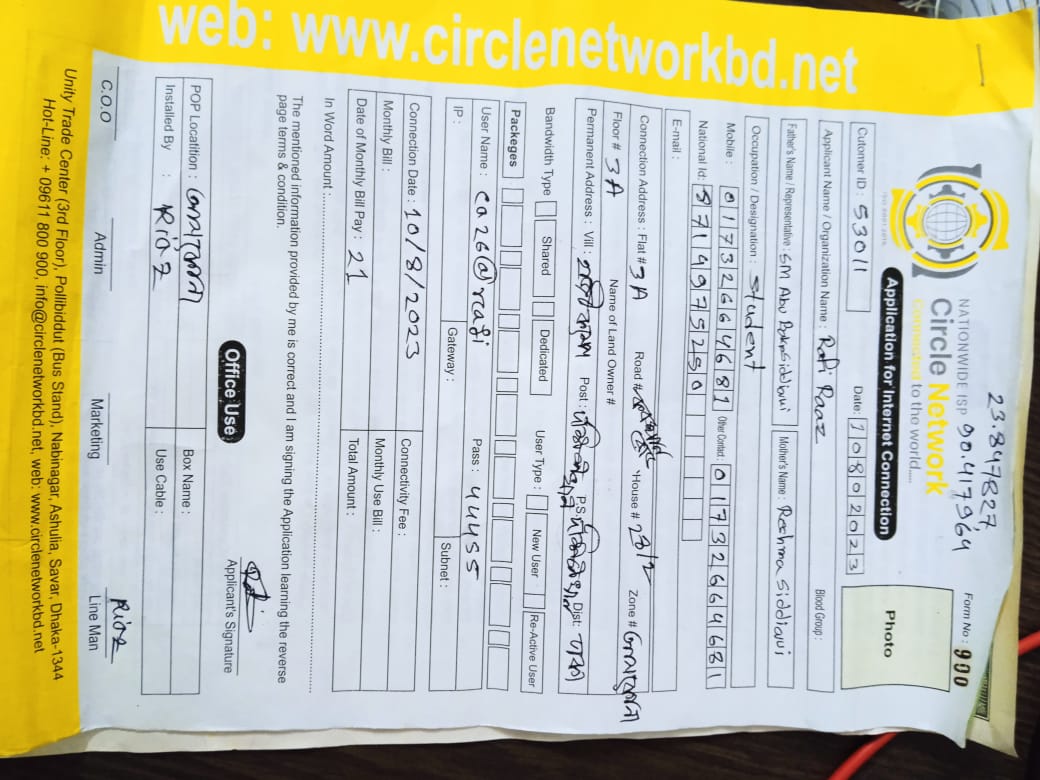 23.847827,
90.417964
Form No : 900
NATIONWIDE ISP
Circle Network
Connected to the world.....
ISO 9001:2015
Application for Internet Connection
Photo
Cutomer ID : 53011
Date: 10802023
Applicant Name / Organization Name : Rafi Raaz
Blood Group :
Father's Name / Representative : SM Abu Siddiqui
Mother's Name : Reshma Siddiqui
Occupation / Designation : Student
Mobile : 01732664681
Other Contact : 01732664681
National Id: 8714975250
E-mail :
Connection Address : Flat # 3A
Road #
House #
Zone #
Floor # 3A
Name of Land Owner #
Permanent Address : Vill :
Post :
P.S:
Dist: ঢাকা
Bandwidth Type
Shared
Dedicated
User Type :
New User
Re-Active User
Packeges
User Name : ca26@rcafi
Pass : 4455
IP :
Gateway :
Subnet :
Connection Date : 10/8/2023
Connectivity Fee :
Monthly Bill :
Monthly Use Bill :
Date of Monthly Bill Pay : 21
Total Amount :
In Word Amount :
The mentioned information provided by me is correct and I am signing the Application learning the reverse
page terms & condition.
Applicant's Signature
Office Use
POP Locatition :
Box Name :
Installed By : Riaz
Use Cable :
Riaz
C.O.O
Admin
Marketing
Line Man
Unity Trade Center (3rd Floor), Pollibiddut (Bus Stand), Nabinagar, Ashulia, Savar, Dhaka-1344
Hot-Line: + 09611 800 900, info@circlenetworkbd.net, web: www.circlenetworkbd.net
web: www.circlenetworkbd.net